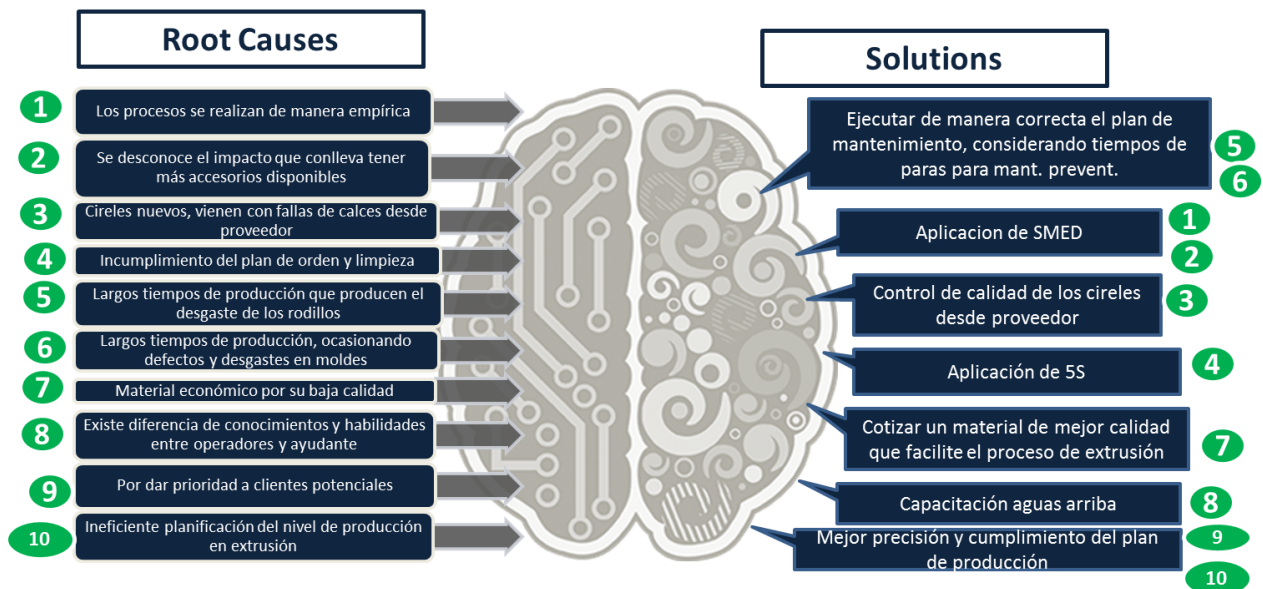 Root Causes
1
Los procesos se realizan de manera empírica
2
Se desconoce el impacto que conlleva tener
más accesorios disponibles
3
Cireles nuevos, vienen con fallas de calces desde
proveedor
4
Incumplimiento del plan de orden y limpieza
5
Largos tiempos de producción que producen el
desgaste de los rodillos
6
Largos tiempos de producción, ocasionando
defectos y desgastes en moldes
7
Material económico por su baja calidad
8
Existe diferencia de conocimientos y habilidades
entre operadores y ayudante
9
Por dar prioridad a clientes potenciales
10
Ineficiente planificación del nivel de producción
en extrusión
Solutions
Ejecutar de manera correcta el plan de
mantenimiento, considerando tiempos de
paras para mant. prevent.
5
6
Aplicacion de SMED
1
2
Control de calidad de los cireles
desde proveedor
3
Aplicación de 5S
4
Cotizar un material de mejor calidad
que facilite el proceso de extrusión
7
Capacitación aguas arriba
8
Mejor precisión y cumplimiento del plan
de producción
9
10